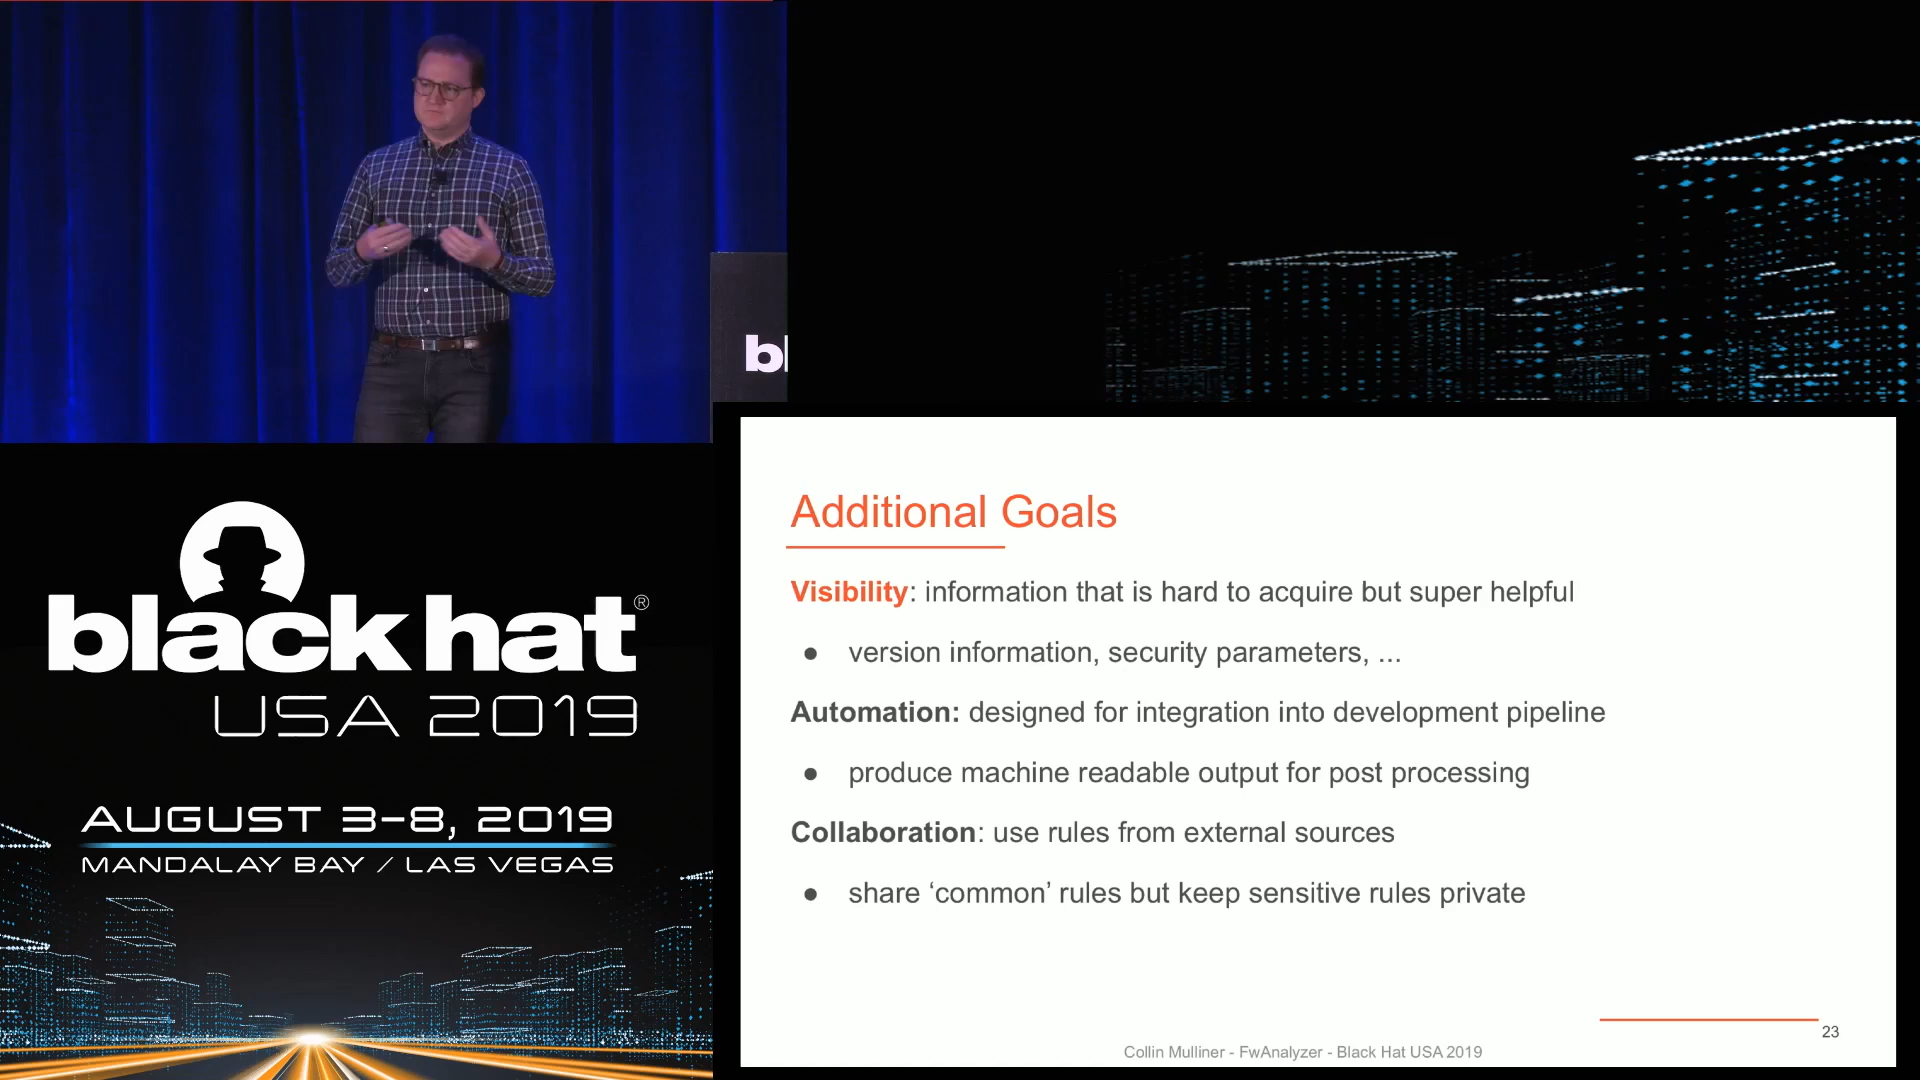 bl
black hat®
USA 2019
AUGUST 3-8, 2019
MANDALAY BAY / LAS VEGAS
Additional Goals
Visibility: information that is hard to acquire but super helpful
● version information, security parameters, ...
Automation: designed for integration into development pipeline
● produce machine readable output for post processing
Collaboration: use rules from external sources
● share ‘common’ rules but keep sensitive rules private
23
Collin Mulliner - FwAnalyzer - Black Hat USA 2019